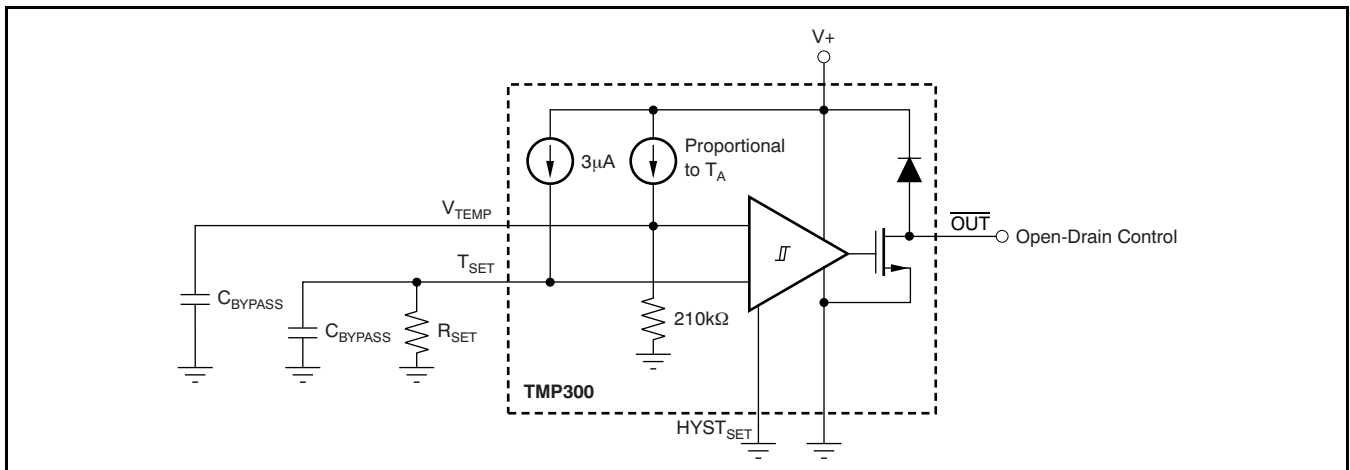 V+
3µA
Proportional
to T_A
V_TEMP
T_SET
OUT
Open-Drain Control
C_BYPASS
C_BYPASS
R_SET
210kΩ
TMP300
HYST_SET